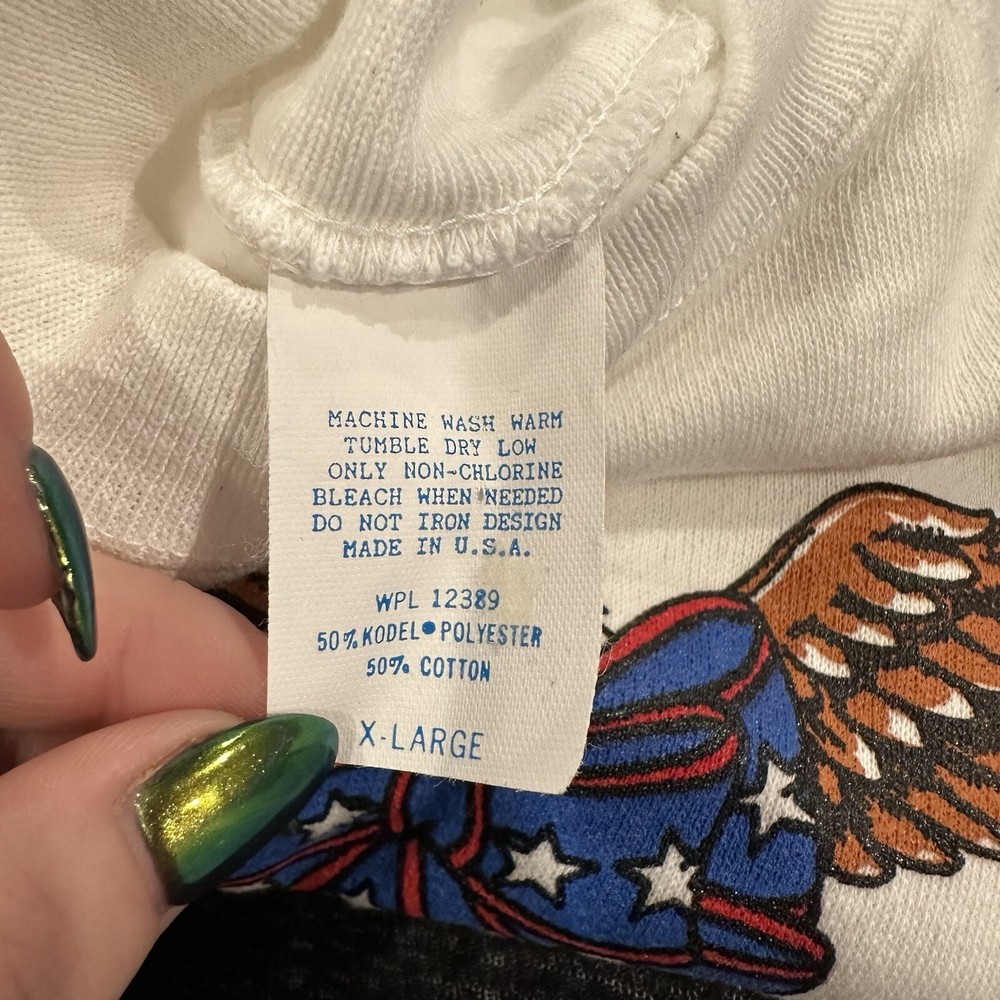 MACHINE WASH WARM
TUMBLE DRY LOW
ONLY NON-CHLORINE
BLEACH WHEN NEEDED
DO NOT IRON DESIGN
MADE IN U.S.A.
WPL 12389
50% KODEL● POLYESTER
50% COTTON
X-LARGE